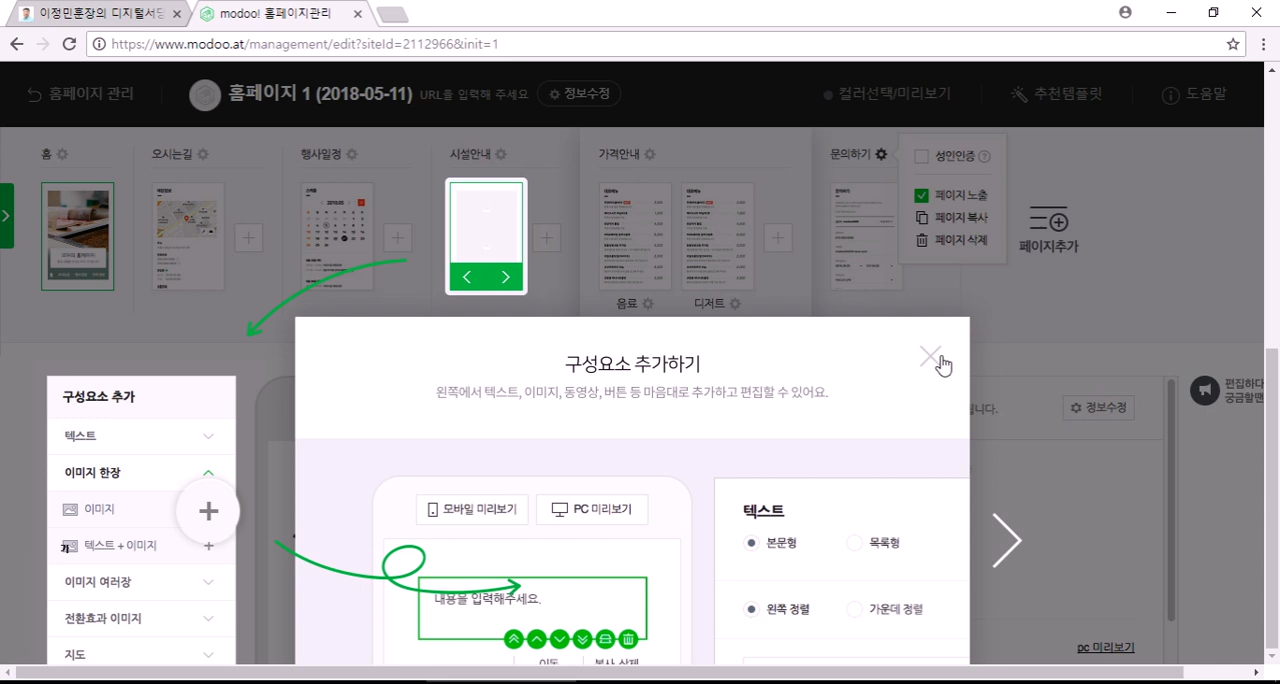 이정민훈장의 디지털서당
modoo! 홈페이지관리
https://www.modoo.at/management/edit?siteId=2112966&init=1
홈페이지 관리
홈페이지 1 (2018-05-11)
URL을 입력해 주세요
정보수정
컬러선택/미리보기
추천템플릿
도움말
홈
오시는길
행사일정
시설안내
가격안내
문의하기
성인인증
페이지 노출
페이지 복사
페이지 삭제
페이지추가
음료
디저트
구성요소 추가하기
왼쪽에서 텍스트, 이미지, 동영상, 버튼 등 마음대로 추가하고 편집할 수 있어요.
구성요소 추가
텍스트
이미지 한장
이미지
텍스트 + 이미지
이미지 여러장
전환효과 이미지
지도
모바일 미리보기
PC 미리보기
내용을 입력해주세요.
이동
복사 삭제
텍스트
본문형
목록형
왼쪽 정렬
가운데 정렬
니다.
정보수정
편집하다
궁금할땐
pc 미리보기